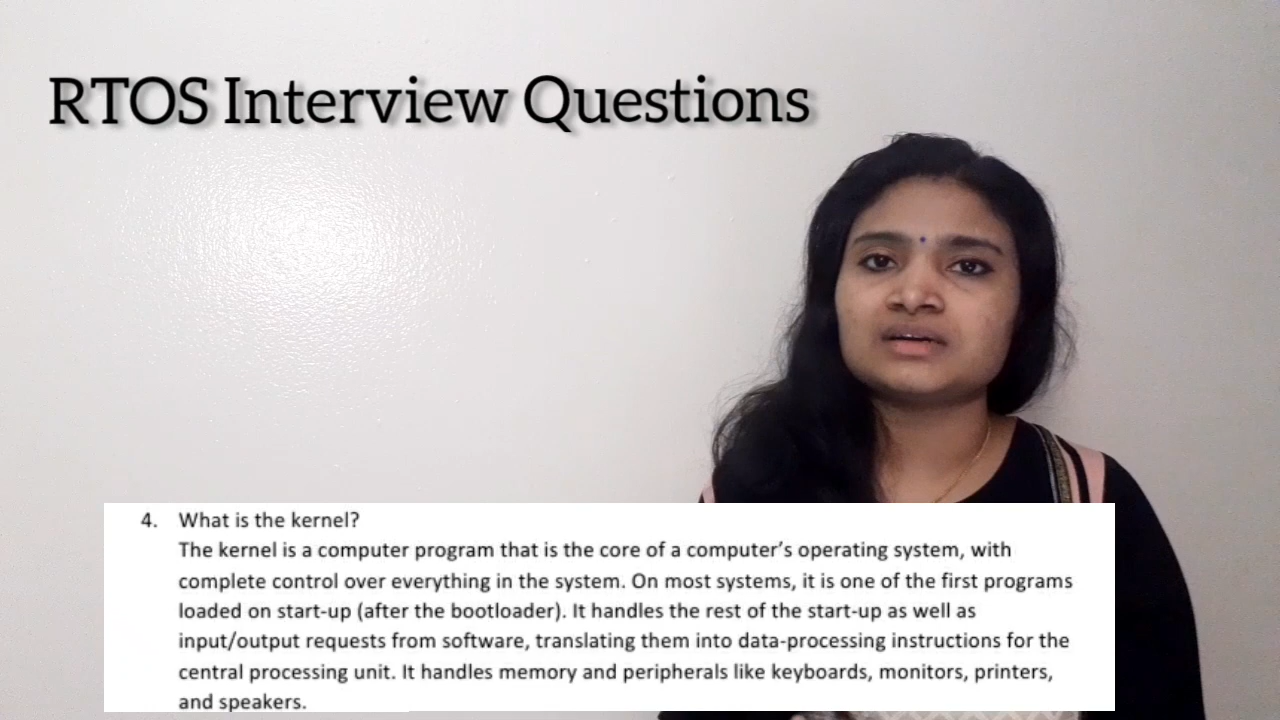 RTOS Interview Questions
4. What is the kernel?
The kernel is a computer program that is the core of a computer's operating system, with
complete control over everything in the system. On most systems, it is one of the first programs
loaded on start-up (after the bootloader). It handles the rest of the start-up as well as
input/output requests from software, translating them into data-processing instructions for the
central processing unit. It handles memory and peripherals like keyboards, monitors, printers,
and speakers.